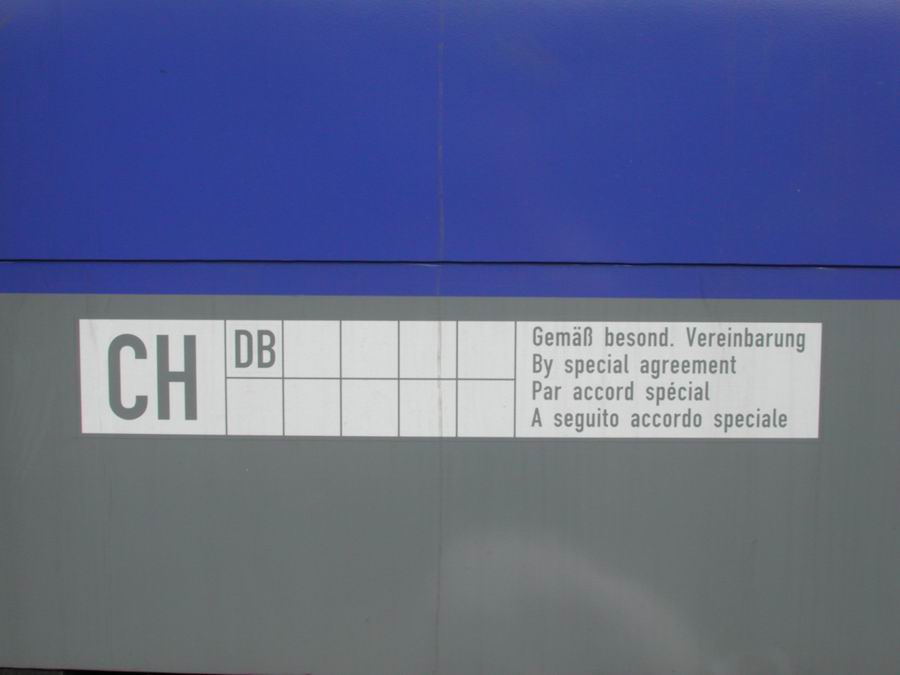 CH
DB
Gemäß besond. Vereinbarung
By special agreement
Par accord spécial
A seguito accordo speciale